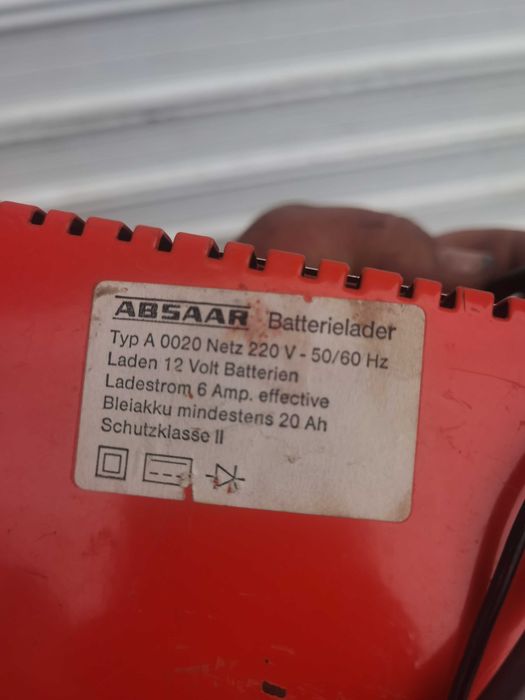 ABSAAR Batterielader
Typ A 0020 Netz 220 V - 50/60 Hz
Laden 12 Volt Batterien
Ladestrom 6 Amp. effective
Bleiakku mindestens 20 Ah
Schutzklasse II